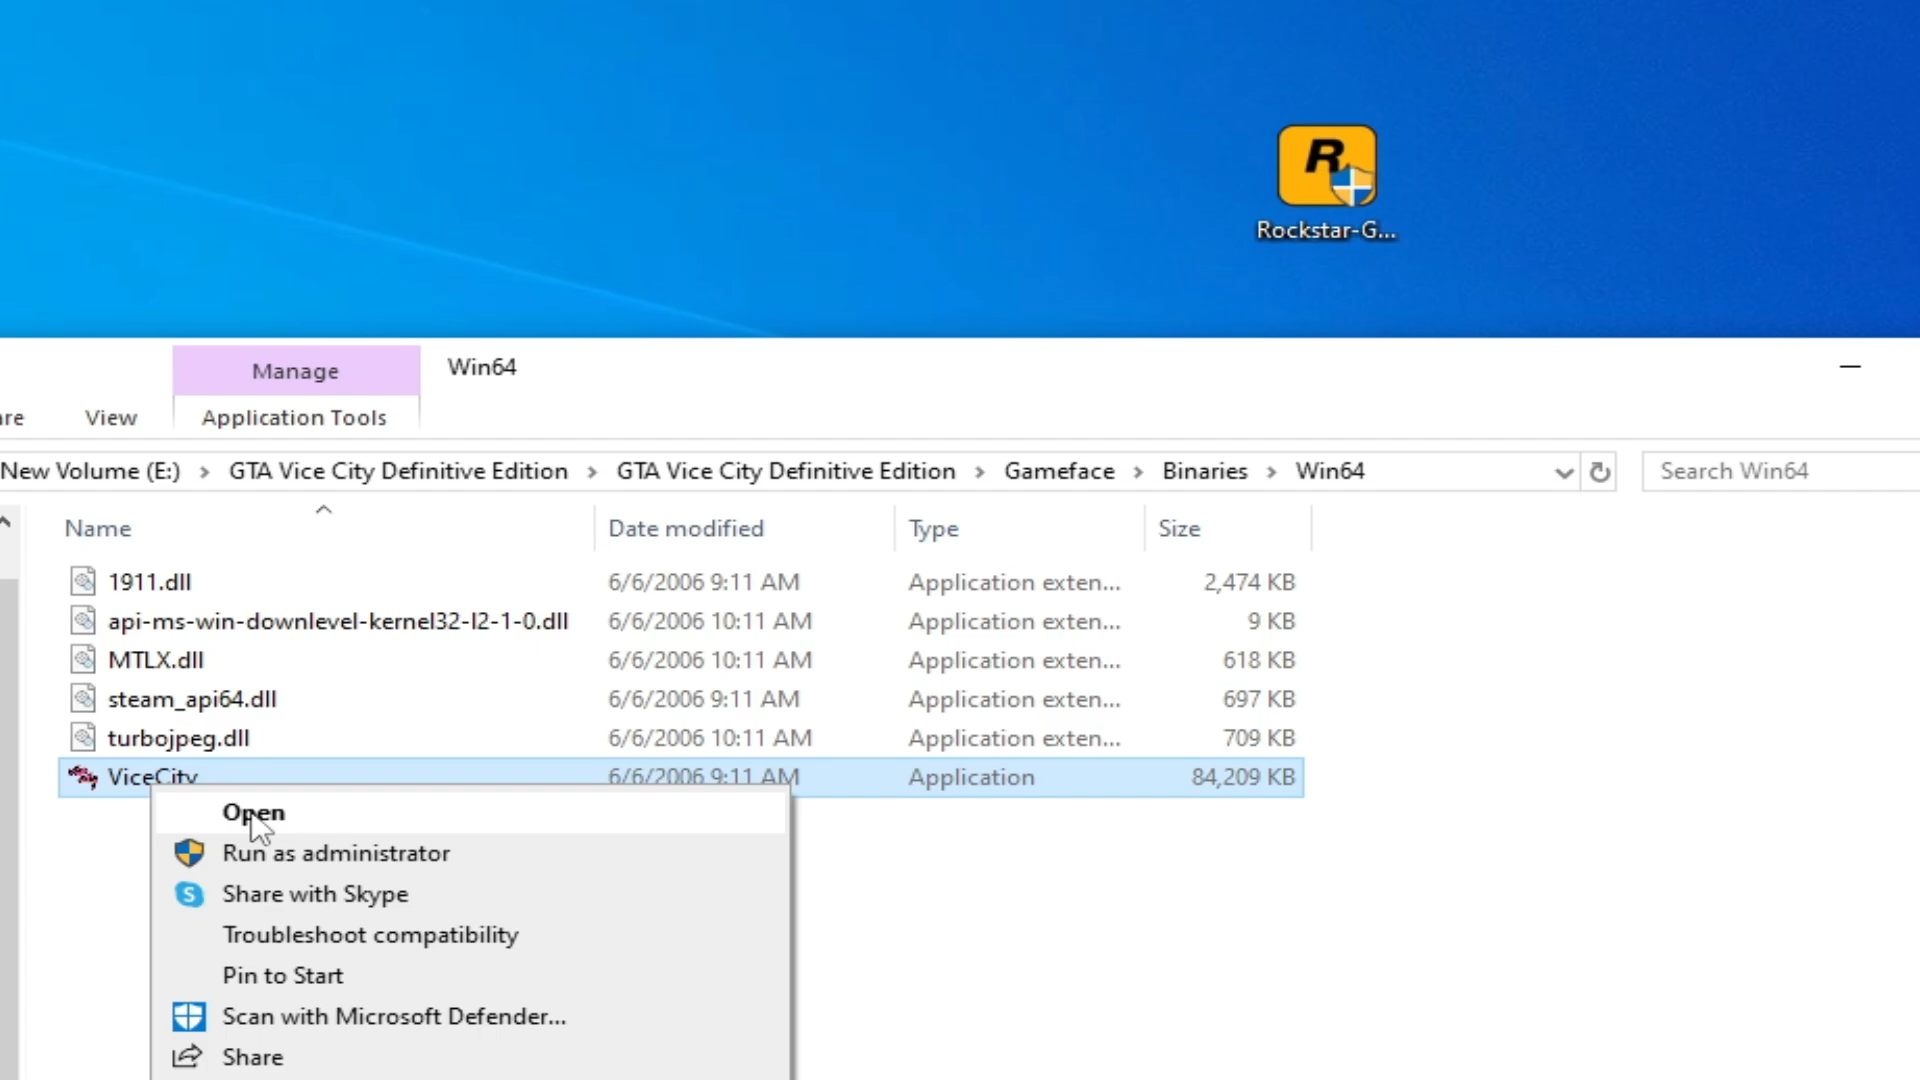 R
Rockstar-G...
Manage
Win64
are
View
Application Tools
New Volume (E:) > GTA Vice City Definitive Edition > GTA Vice City Definitive Edition > Gameface > Binaries > Win64
Search Win64
Name Date modified Type Size
1911.dll 6/6/2006 9:11 AM Application exten... 2,474 KB
api-ms-win-downlevel-kernel32-l2-1-0.dll 6/6/2006 10:11 AM Application exten... 9 KB
MTLX.dll 6/6/2006 10:11 AM Application exten... 618 KB
steam_api64.dll 6/6/2006 9:11 AM Application exten... 697 KB
turbojpeg.dll 6/6/2006 10:11 AM Application exten... 709 KB
ViceCity 6/6/2006 9:11 AM Application 84,209 KB
Open
Run as administrator
S Share with Skype
Troubleshoot compatibility
Pin to Start
Scan with Microsoft Defender...
Share